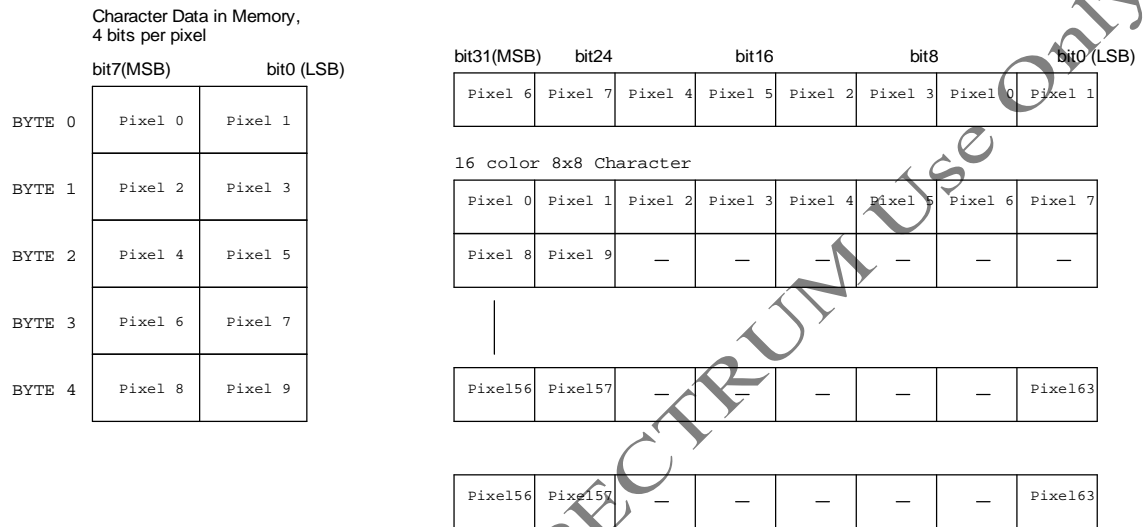 Character Data in Memory,
4 bits per pixel
bit7(MSB) bit0 (LSB)
BYTE 0 Pixel 0 Pixel 1
BYTE 1 Pixel 2 Pixel 3
BYTE 2 Pixel 4 Pixel 5
BYTE 3 Pixel 6 Pixel 7
BYTE 4 Pixel 8 Pixel 9
bit31(MSB) bit24 bit16 bit8 bit0 (LSB)
Pixel 6 Pixel 7 Pixel 4 Pixel 5 Pixel 2 Pixel 3 Pixel 0 Pixel 1
16 color 8x8 Character
Pixel 0 Pixel 1 Pixel 2 Pixel 3 Pixel 4 Pixel 5 Pixel 6 Pixel 7
Pixel 8 Pixel 9 — — — — — —
Pixel56 Pixel57 — — — — — Pixel63
Pixel56 Pixel57 — — — — — Pixel63
Use Only